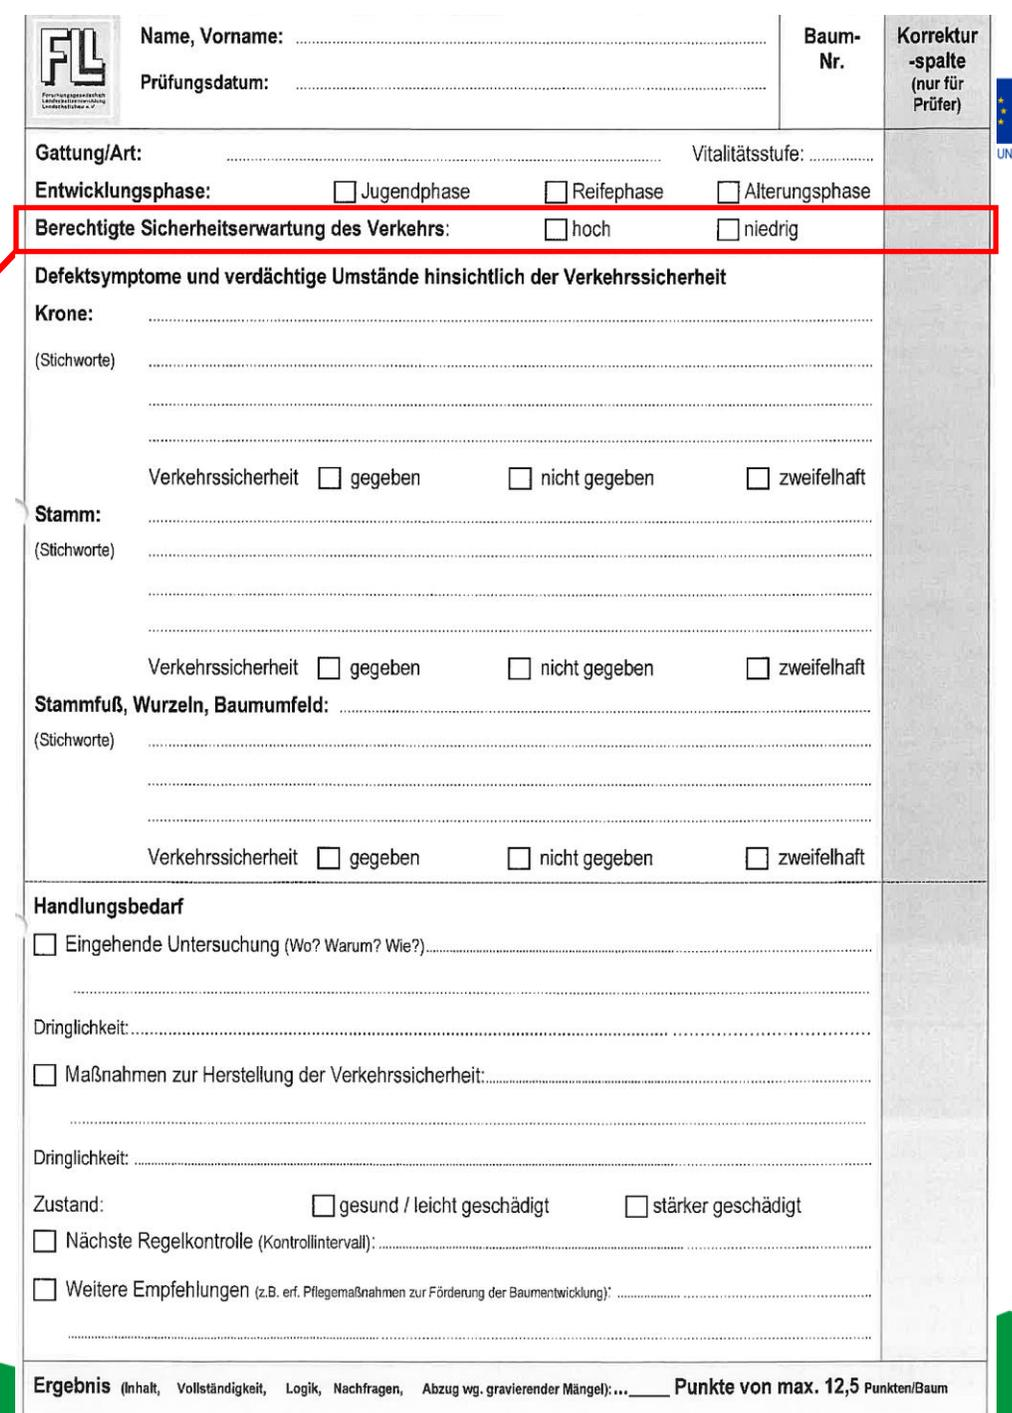 FLL
Forschungsgesellschaft
Landschaftsentwicklung
Landschaftsbau e.V.
Name, Vorname:
Prüfungsdatum:
Baum-
Nr.
Korrektur
-spalte
(nur für
Prüfer)
UN
Gattung/Art: Vitalitätsstufe:
Entwicklungsphase: Jugendphase Reifephase Alterungsphase
Berechtigte Sicherheitserwartung des Verkehrs: hoch niedrig
Defektsymptome und verdächtige Umstände hinsichtlich der Verkehrssicherheit
Krone:
(Stichworte)
Verkehrssicherheit gegeben nicht gegeben zweifelhaft
Stamm:
(Stichworte)
Verkehrssicherheit gegeben nicht gegeben zweifelhaft
Stammfuß, Wurzeln, Baumumfeld:
(Stichworte)
Verkehrssicherheit gegeben nicht gegeben zweifelhaft
Handlungsbedarf
Eingehende Untersuchung (Wo? Warum? Wie?)
Dringlichkeit:
Maßnahmen zur Herstellung der Verkehrssicherheit:
Dringlichkeit:
Zustand: gesund / leicht geschädigt stärker geschädigt
Nächste Regelkontrolle (Kontrollintervall):
Weitere Empfehlungen (z.B. erf. Pflegemaßnahmen zur Förderung der Baumentwicklung):
Ergebnis (Inhalt, Vollständigkeit, Logik, Nachfragen, Abzug wg. gravierender Mängel):...____ Punkte von max. 12,5 Punkten/Baum